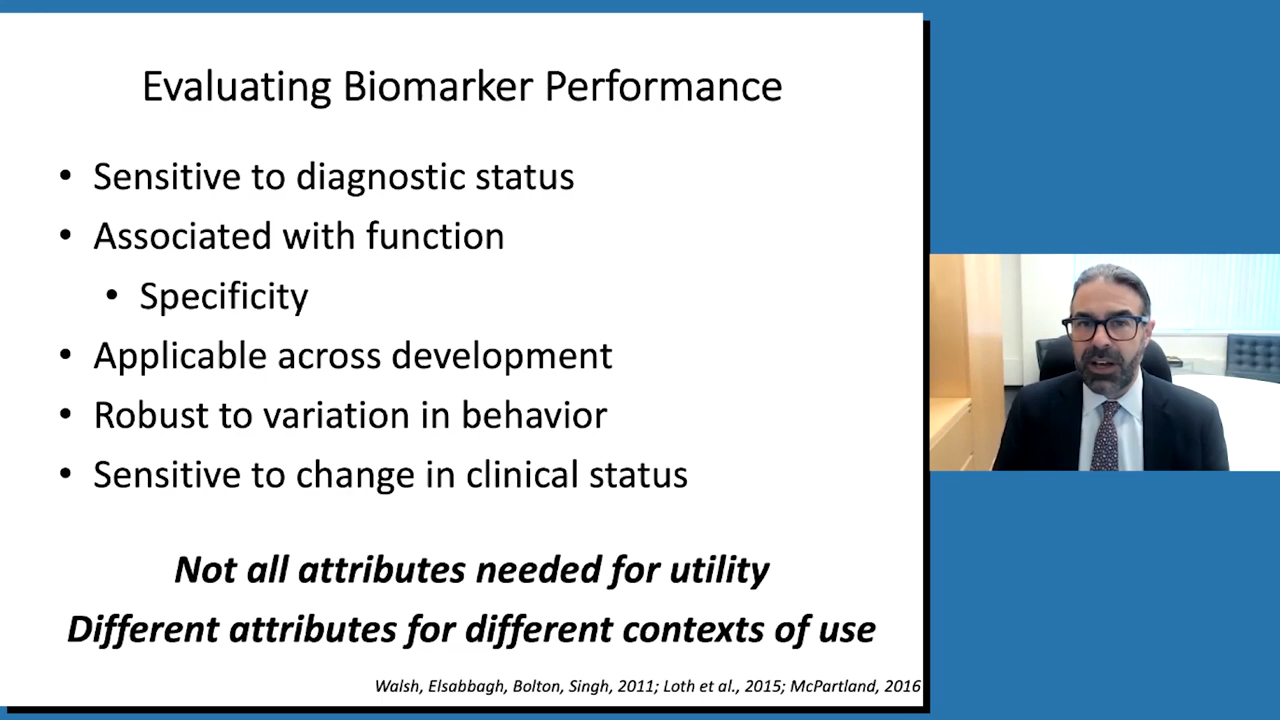 Evaluating Biomarker Performance
• Sensitive to diagnostic status
• Associated with function
• Specificity
• Applicable across development
• Robust to variation in behavior
• Sensitive to change in clinical status
Not all attributes needed for utility
Different attributes for different contexts of use
Walsh, Elsabbagh, Bolton, Singh, 2011; Loth et al., 2015; McPartland, 2016